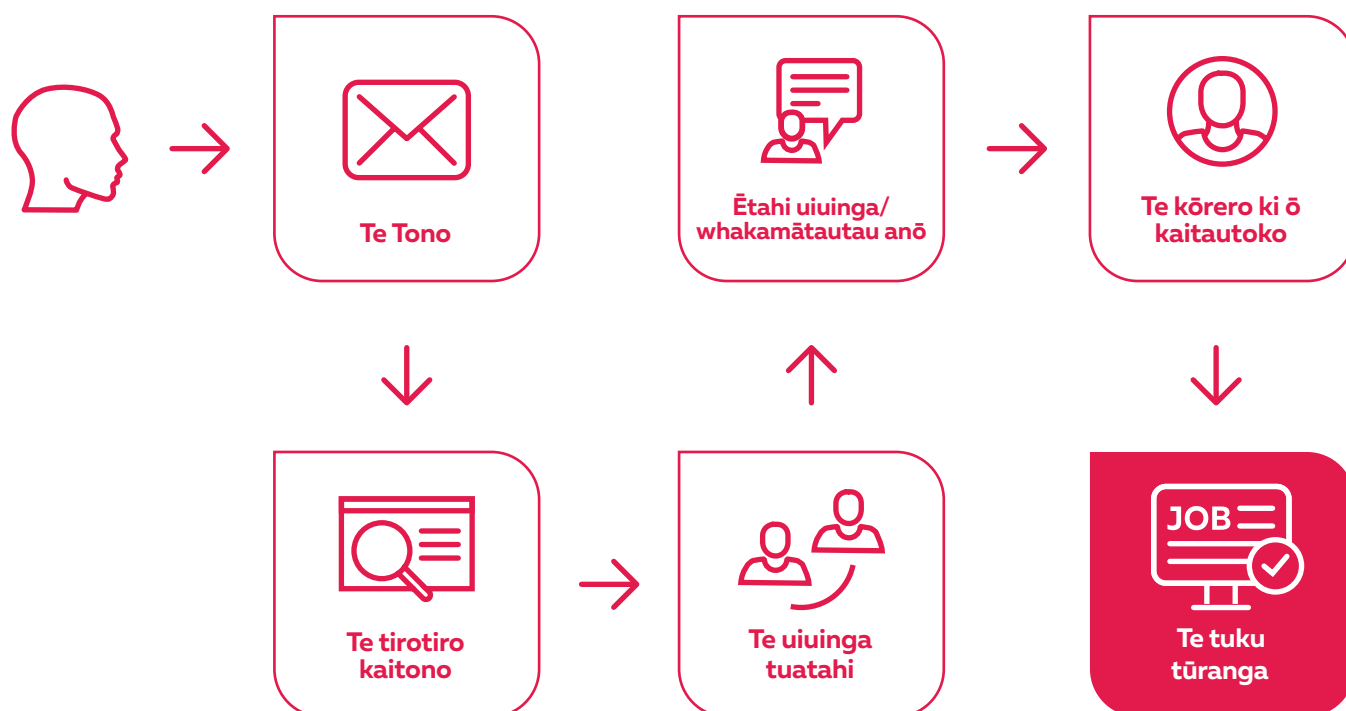 Te Tono
Te tirotiro
kaitono
Te uiuinga
tuatahi
Ētahi uiuinga/
whakamātautau anō
Te kōrero ki ō
kaitautoko
JOB
Te tuku
tūranga